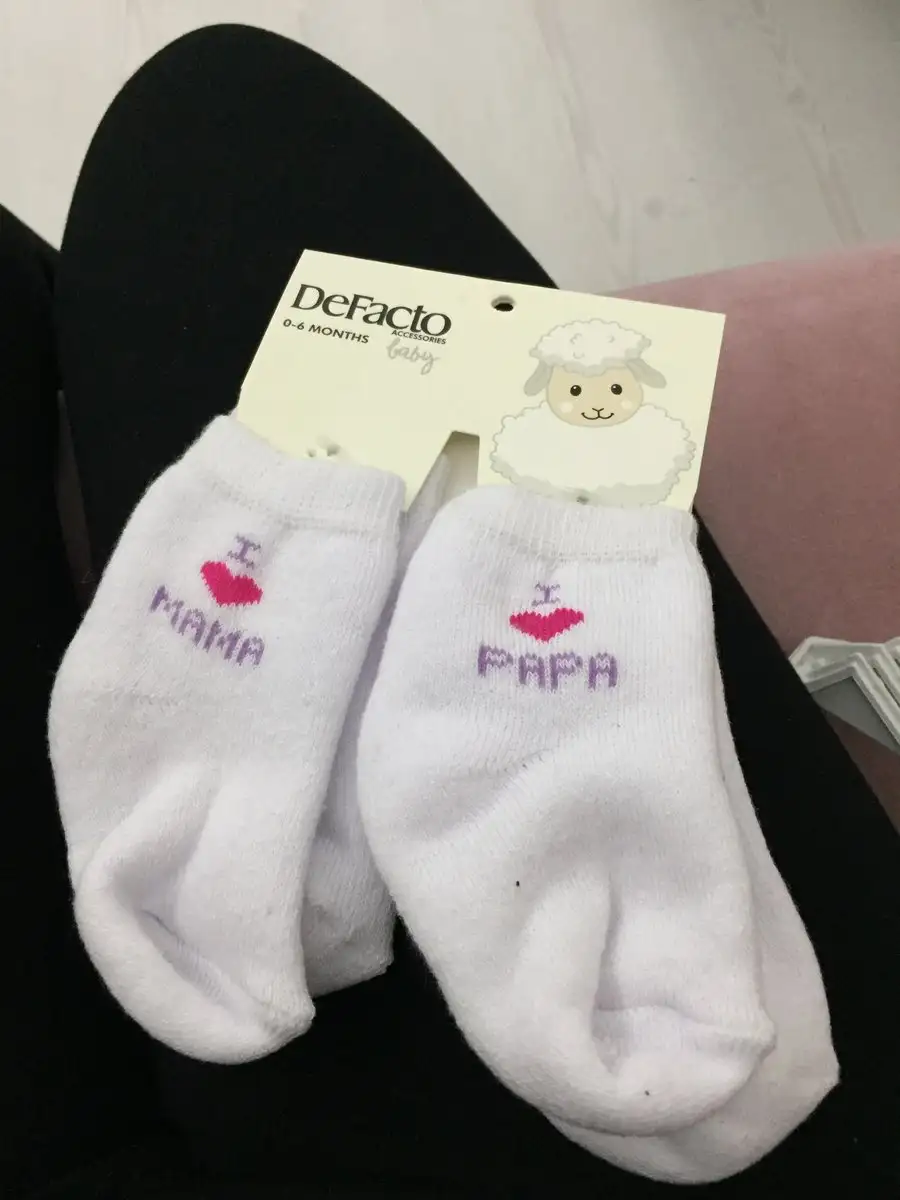 DeFacto
ACCESSORIES
0-6 MONTHS
baby
I
MAMA
I
PAPA